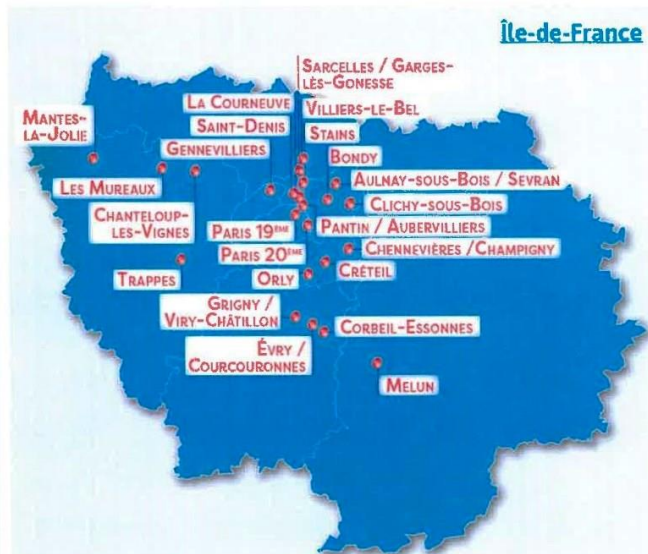 Île-de-France
SARCELLES / GARGES-
LÈS-GONESSE
LA COURNEUVE
VILLIERS-LE-BEL
MANTES-
LA-JOLIE
SAINT-DENIS
STAINS
GENNEVILLIERS
BONDY
LES MUREAUX
AULNAY-SOUS-BOIS / SEVRAN
CLICHY-SOUS-BOIS
CHANTELOUP-
LES-VIGNES
PARIS 19ÈME
PANTIN / AUBERVILLIERS
PARIS 20ÈME
CHENNEVIÈRES /CHAMPIGNY
TRAPPES
ORLY
CRÉTEIL
GRIGNY /
VIRY-CHÂTILLON
CORBEIL-ESSONNES
ÉVRY /
COURCOURONNES
MELUN